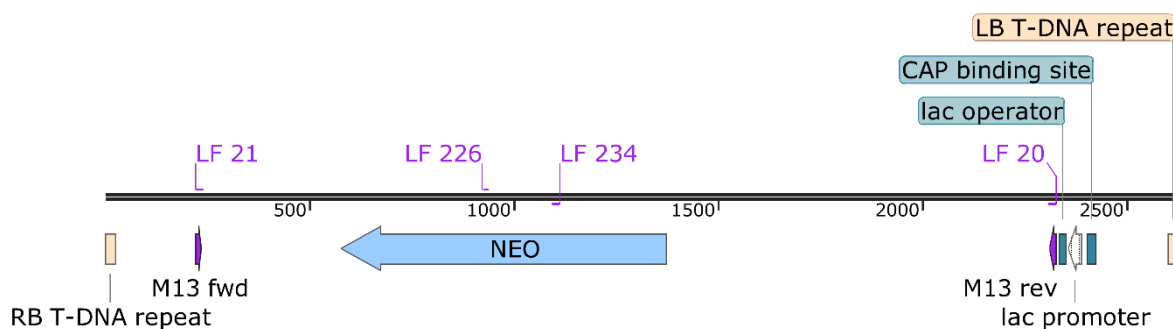 LB T-DNA repeat
CAP binding site
lac operator
LF 21
LF 226
LF 234
LF 20
500
1000
1500
2000
2500
NEO
M13 fwd
M13 rev
RB T-DNA repeat
lac promoter